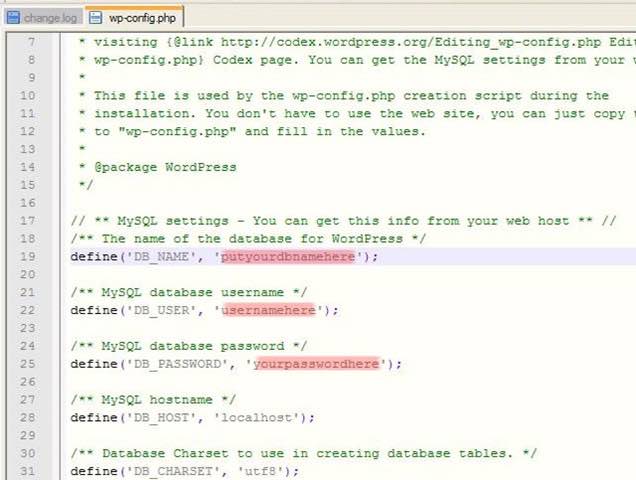 change.log wp-config.php
7 * visiting {@link http://codex.wordpress.org/Editing_wp-config.php Edi
8 * wp-config.php} Codex page. You can get the MySQL settings from your
9 *
10 * This file is used by the wp-config.php creation script during the
11 * installation. You don't have to use the web site, you can just copy
12 * to "wp-config.php" and fill in the values.
13 *
14 * @package WordPress
15 */
16
17 // ** MySQL settings - You can get this info from your web host ** //
18 /** The name of the database for WordPress */
19 define('DB_NAME', 'putyourdbnamehere');
20
21 /** MySQL database username */
22 define('DB_USER', 'usernamehere');
23
24 /** MySQL database password */
25 define('DB_PASSWORD', 'yourpasswordhere');
26
27 /** MySQL hostname */
28 define('DB_HOST', 'localhost');
29
30 /** Database Charset to use in creating database tables. */
31 define('DB_CHARSET', 'utf8');